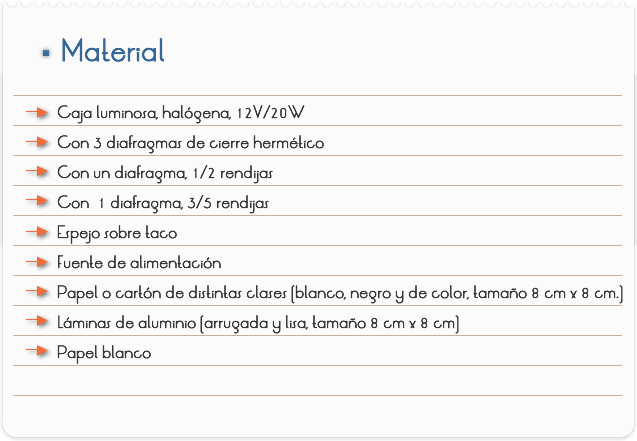 Material
Caja luminosa, halógena, 12V/20W
Con 3 diafragmas de cierre hermético
Con un diafragma, 1/2 rendijas
Con 1 diafragma, 3/5 rendijas
Espejo sobre taco
Fuente de alimentación
Papel o cartón de distintas clases (blanco, negro y de color, tamaño 8 cm x 8 cm.)
Láminas de aluminio (arrugada y lisa, tamaño 8 cm x 8 cm)
Papel blanco